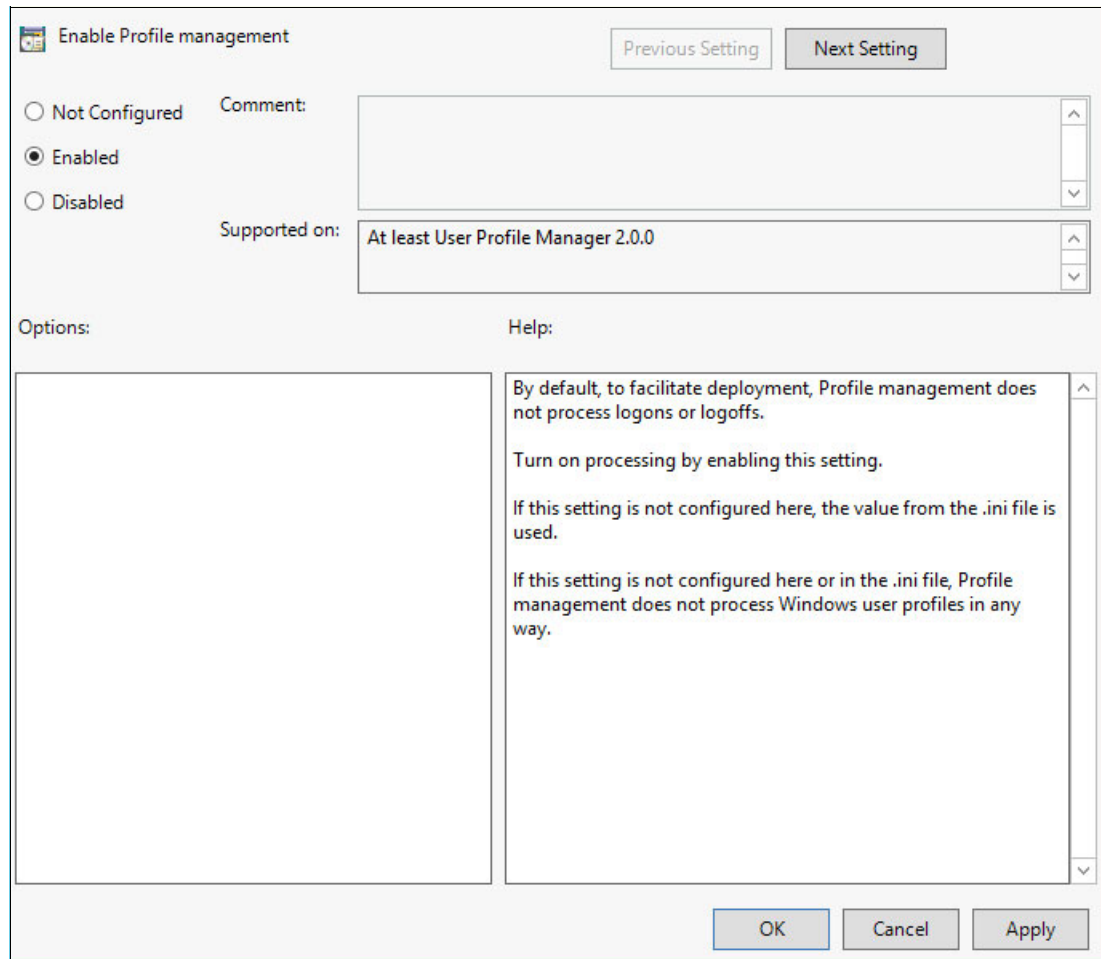 Enable Profile management
Previous Setting
Next Setting
Not Configured
Comment:
Enabled
Disabled
Supported on:
At least User Profile Manager 2.0.0
Options:
Help:
By default, to facilitate deployment, Profile management does
not process logons or logoffs.
Turn on processing by enabling this setting.
If this setting is not configured here, the value from the .ini file is
used.
If this setting is not configured here or in the .ini file, Profile
management does not process Windows user profiles in any
way.
OK
Cancel
Apply